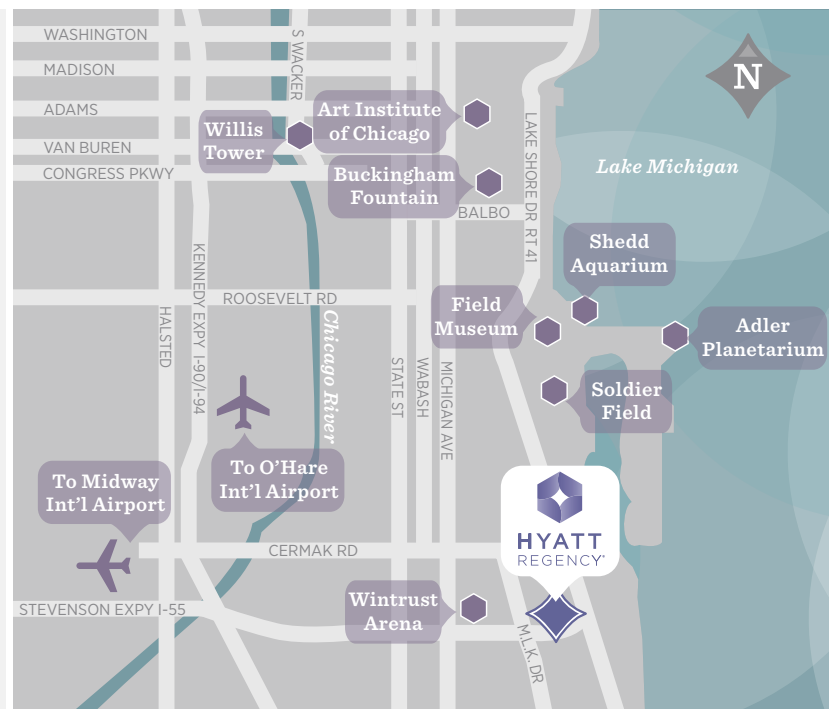 WASHINGTON
MADISON
ADAMS
VAN BUREN
CONGRESS PKWY
S WACKER
Willis
Tower
Art Institute
of Chicago
Buckingham
Fountain
BALBO
LAKE SHORE DR RT 41
N
Lake Michigan
Shedd
Aquarium
Field
Museum
Adler
Planetarium
Soldier
Field
ROOSEVELT RD
KENNEDY EXPY I-90/I-94
HALSTED
Chicago River
STATE ST
WABASH
MICHIGAN AVE
To O’Hare
Int’l Airport
To Midway
Int’l Airport
HYATT
REGENCY®
CERMAK RD
STEVENSON EXPY I-55
Wintrust
Arena
M.L.K. DR